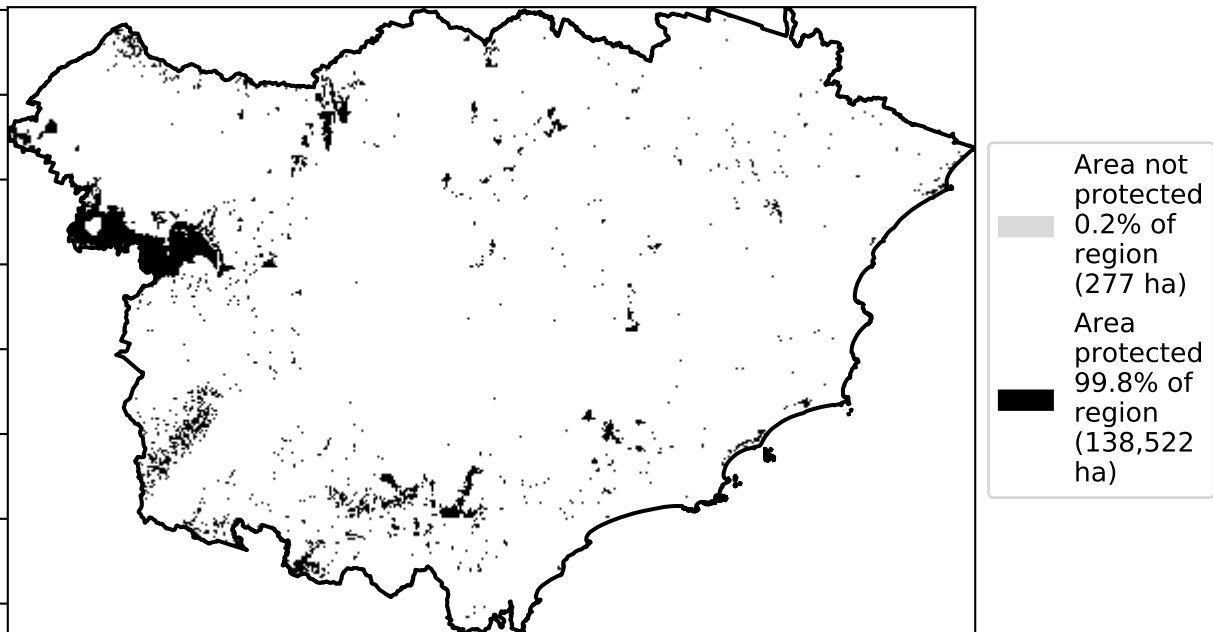 Area not
protected
0.2% of
region
(277 ha)
Area
protected
99.8% of
region
(138,522
ha)